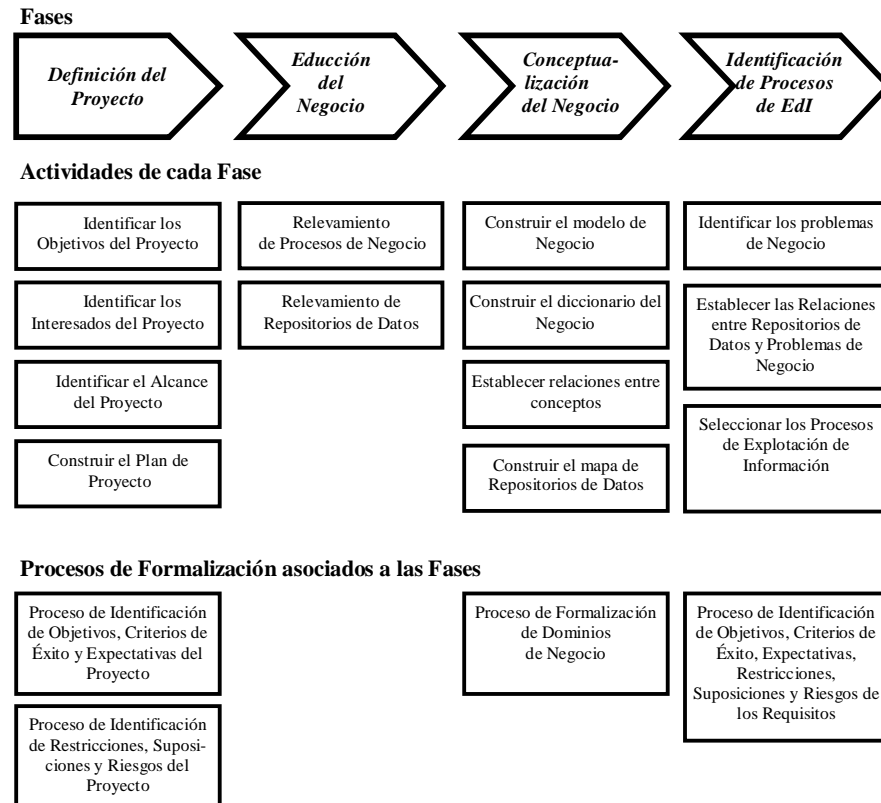 Fases
Definición del
Proyecto
Educción
del
Negocio
Conceptua-
lización
del Negocio
Identificación
de Procesos
de EdI
Actividades de cada Fase
Identificar los
Objetivos del Proyecto
Relevamiento
de Procesos de Negocio
Construir el modelo de
Negocio
Identificar los problemas
de Negocio
Identificar los
Interesados del Proyecto
Relevamiento de
Repositorios de Datos
Construir el diccionario del
Negocio
Establecer las Relaciones
entre Repositorios de
Datos y Problemas de
Negocio
Identificar el Alcance
del Proyecto
Establecer relaciones entre
conceptos
Seleccionar los Procesos
de Explotación de
Información
Construir el Plan de
Proyecto
Construir el mapa de
Repositorios de Datos
Procesos de Formalización asociados a las Fases
Proceso de Identificación
de Objetivos, Criterios de
Éxito y Expectativas del
Proyecto
Proceso de Formalización
de Dominios
de Negocio
Proceso de Identificación
de Objetivos, Criterios de
Éxito, Expectativas,
Restricciones,
Suposiciones y Riesgos de
los Requisitos
Proceso de Identificación
de Restricciones, Suposi-
ciones y Riesgos del
Proyecto